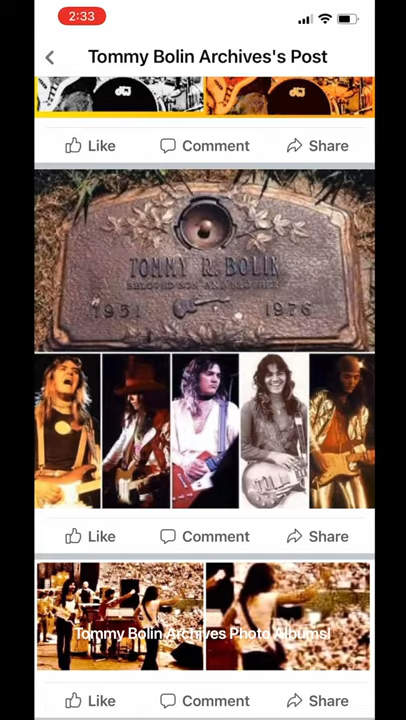 2:33
Tommy Bolin Archives's Post
Like Comment Share
TOMMY R. BOLIN
BELOVED SON AND BROTHER
1951 1976
Like Comment Share
Tommy Bolin Archives Photo Albums!
Like Comment Share